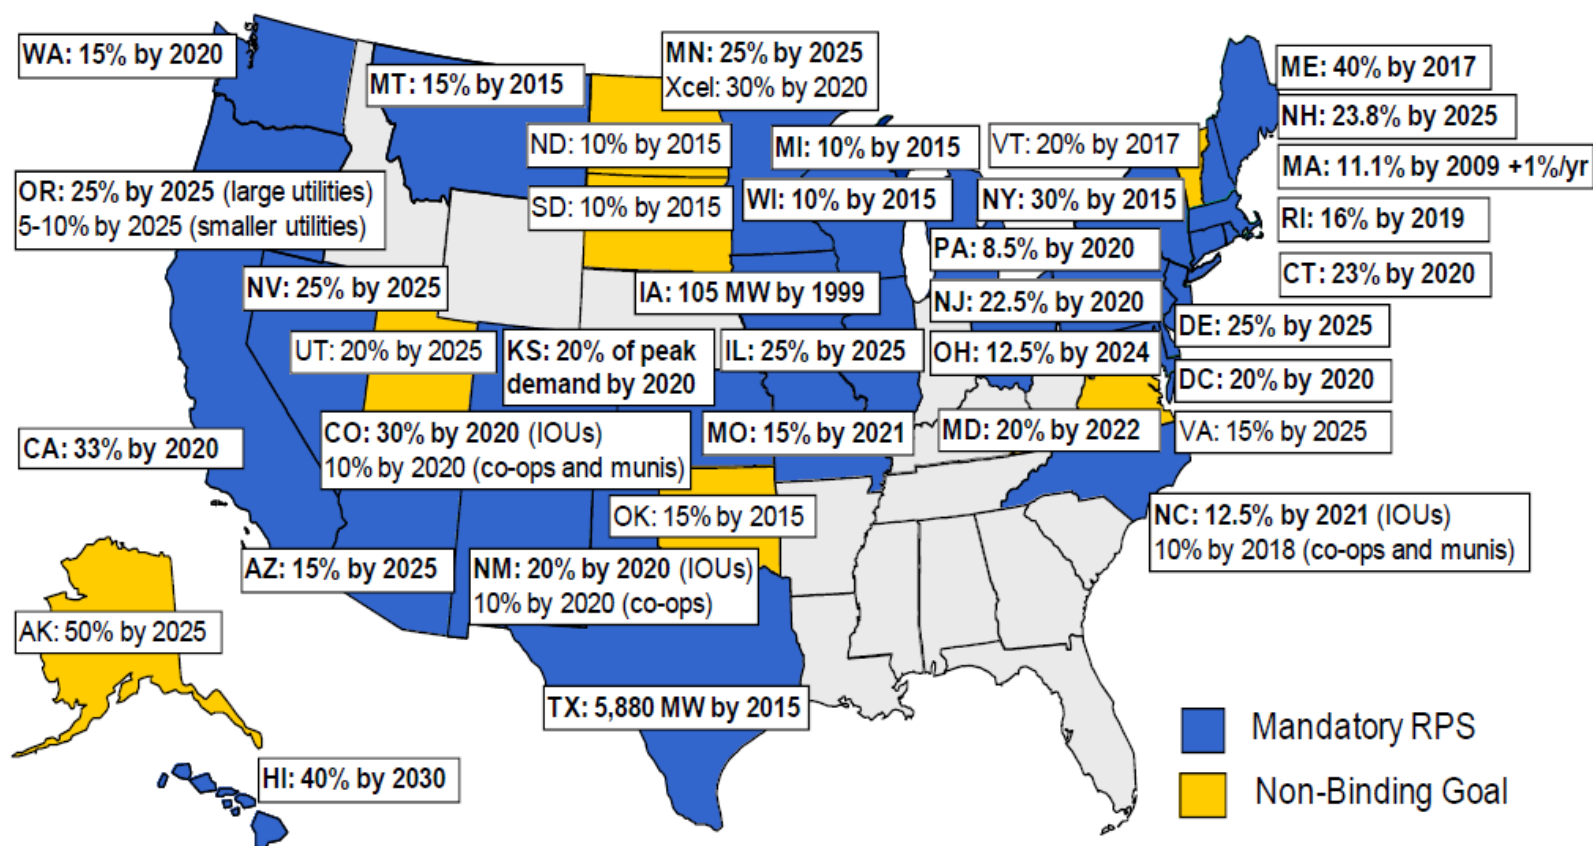 WA: 15% by 2020
MT: 15% by 2015
MN: 25% by 2025
Xcel: 30% by 2020
ME: 40% by 2017
NH: 23.8% by 2025
ND: 10% by 2015
MI: 10% by 2015
VT: 20% by 2017
MA: 11.1% by 2009 +1%/yr
OR: 25% by 2025 (large utilities)
5-10% by 2025 (smaller utilities)
SD: 10% by 2015
WI: 10% by 2015
NY: 30% by 2015
RI: 16% by 2019
PA: 8.5% by 2020
CT: 23% by 2020
NV: 25% by 2025
IA: 105 MW by 1999
NJ: 22.5% by 2020
DE: 25% by 2025
UT: 20% by 2025
KS: 20% of peak
demand by 2020
IL: 25% by 2025
OH: 12.5% by 2024
DC: 20% by 2020
CA: 33% by 2020
CO: 30% by 2020 (IOUs)
10% by 2020 (co-ops and munis)
MO: 15% by 2021
MD: 20% by 2022
VA: 15% by 2025
OK: 15% by 2015
NC: 12.5% by 2021 (IOUs)
10% by 2018 (co-ops and munis)
AZ: 15% by 2025
NM: 20% by 2020 (IOUs)
10% by 2020 (co-ops)
AK: 50% by 2025
TX: 5,880 MW by 2015
HI: 40% by 2030
Mandatory RPS
Non-Binding Goal